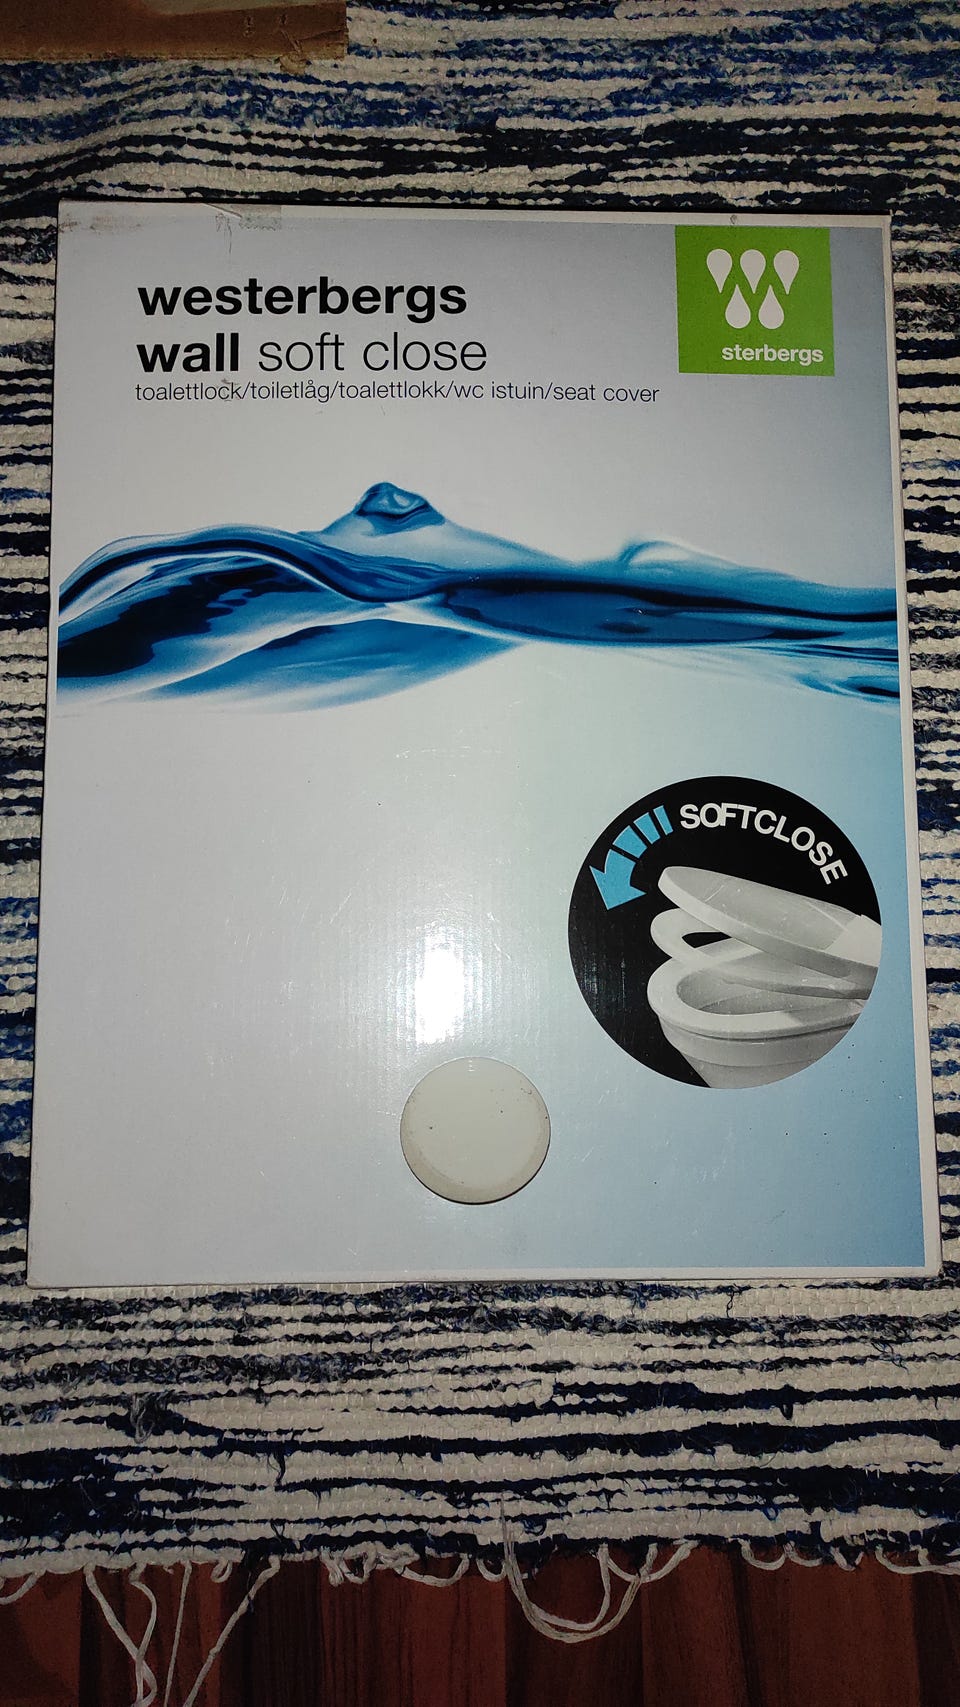 westerbergs
wall soft close
toalettlock/toiletlåg/toalettlokk/wc istuin/seat cover
sterbergs
SOFTCLOSE